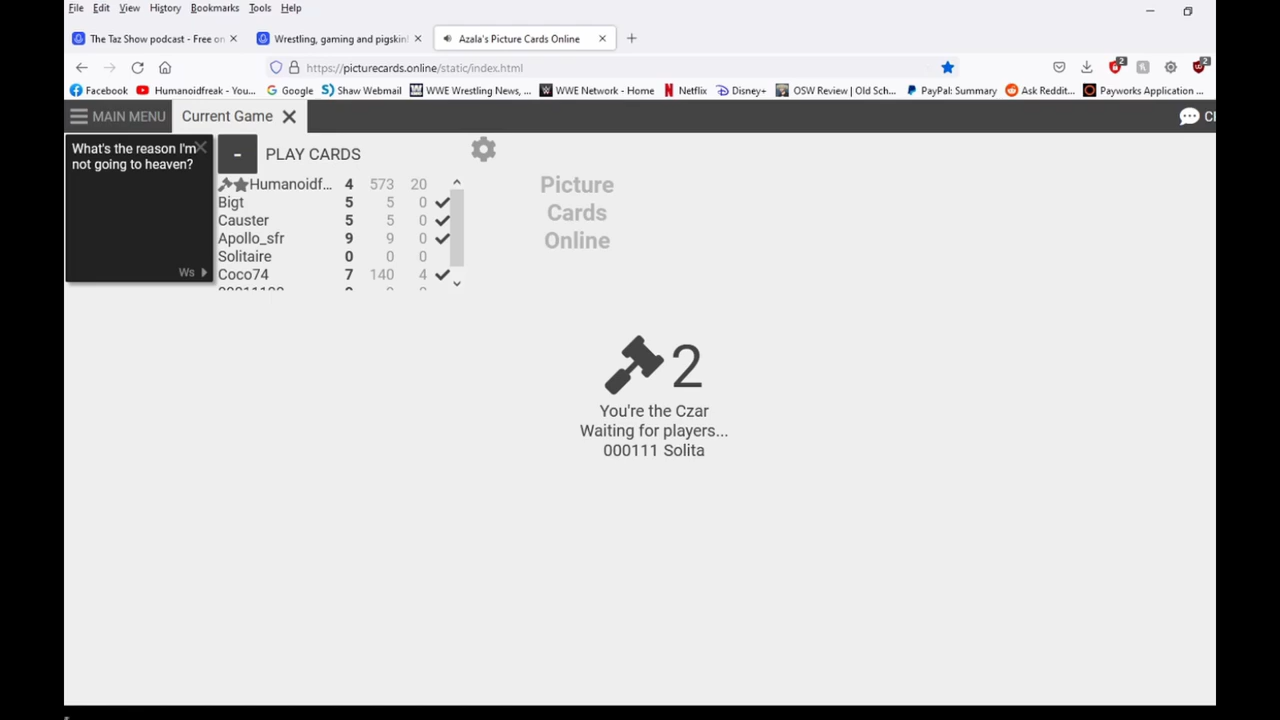 File Edit View History Bookmarks Tools Help
The Taz Show podcast - Free on
Wrestling, gaming and pigskin!
Azala's Picture Cards Online
https://picturecards.online/static/index.html
2
2
Facebook Humanoidfreak - You... Google Shaw Webmail WWE Wrestling News, ... WWE Network - Home Netflix Disney+ OSW Review | Old Sch... PayPal: Summary Ask Reddit... Payworks Application ...
MAIN MENU Current Game
What's the reason I'm
not going to heaven?
Ws
- PLAY CARDS
Humanoidf... 4 573 20
Bigt 5 5 0
Causter 5 5 0
Apollo_sfr 9 9 0
Solitaire 0 0 0
Coco74 7 140 4
Picture
Cards
Online
2
You're the Czar
Waiting for players...
000111 Solita